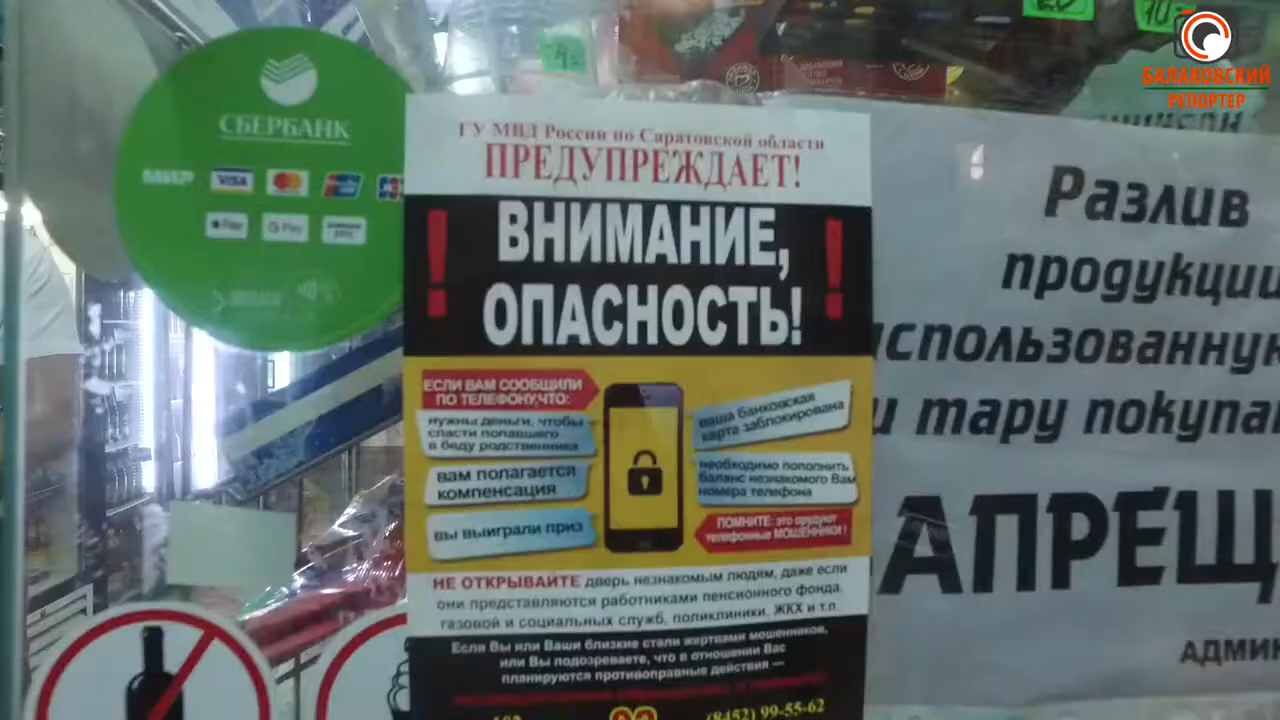 БАЛАКОВСКИЙ
РЕПОРТЕР
СБЕРБАНК
МИР
VISA
Pay
G Pay
ГУ МВД России по Саратовской области
ПРЕДУПРЕЖДАЕТ!
! ВНИМАНИЕ, !
ОПАСНОСТЬ!
ЕСЛИ ВАМ СООБЩИЛИ
ПО ТЕЛЕФОНУ, ЧТО:
нужны деньги, чтобы
спасти попавшего
в беду родственника
вам полагается
компенсация
вы выиграли приз
ваша банковская
карта заблокирована
необходимо пополнить
баланс незнакомого Вам
номера телефона
ПОМНИТЕ: это орудуют
телефонные МОШЕННИКИ!
НЕ ОТКРЫВАЙТЕ дверь незнакомым людям, даже если
они представляются работниками пенсионного фонда,
газовой и социальных служб, поликлиники, ЖКХ и т.п.
Если Вы или Ваши близкие стали жертвами мошенников,
или Вы подозреваете, что в отношении Вас
планируются противоправные действия —
(8452) 99-55-62
Разлив
продукции
использованную
и тару покупа
АПРЕЩ
АДМИН